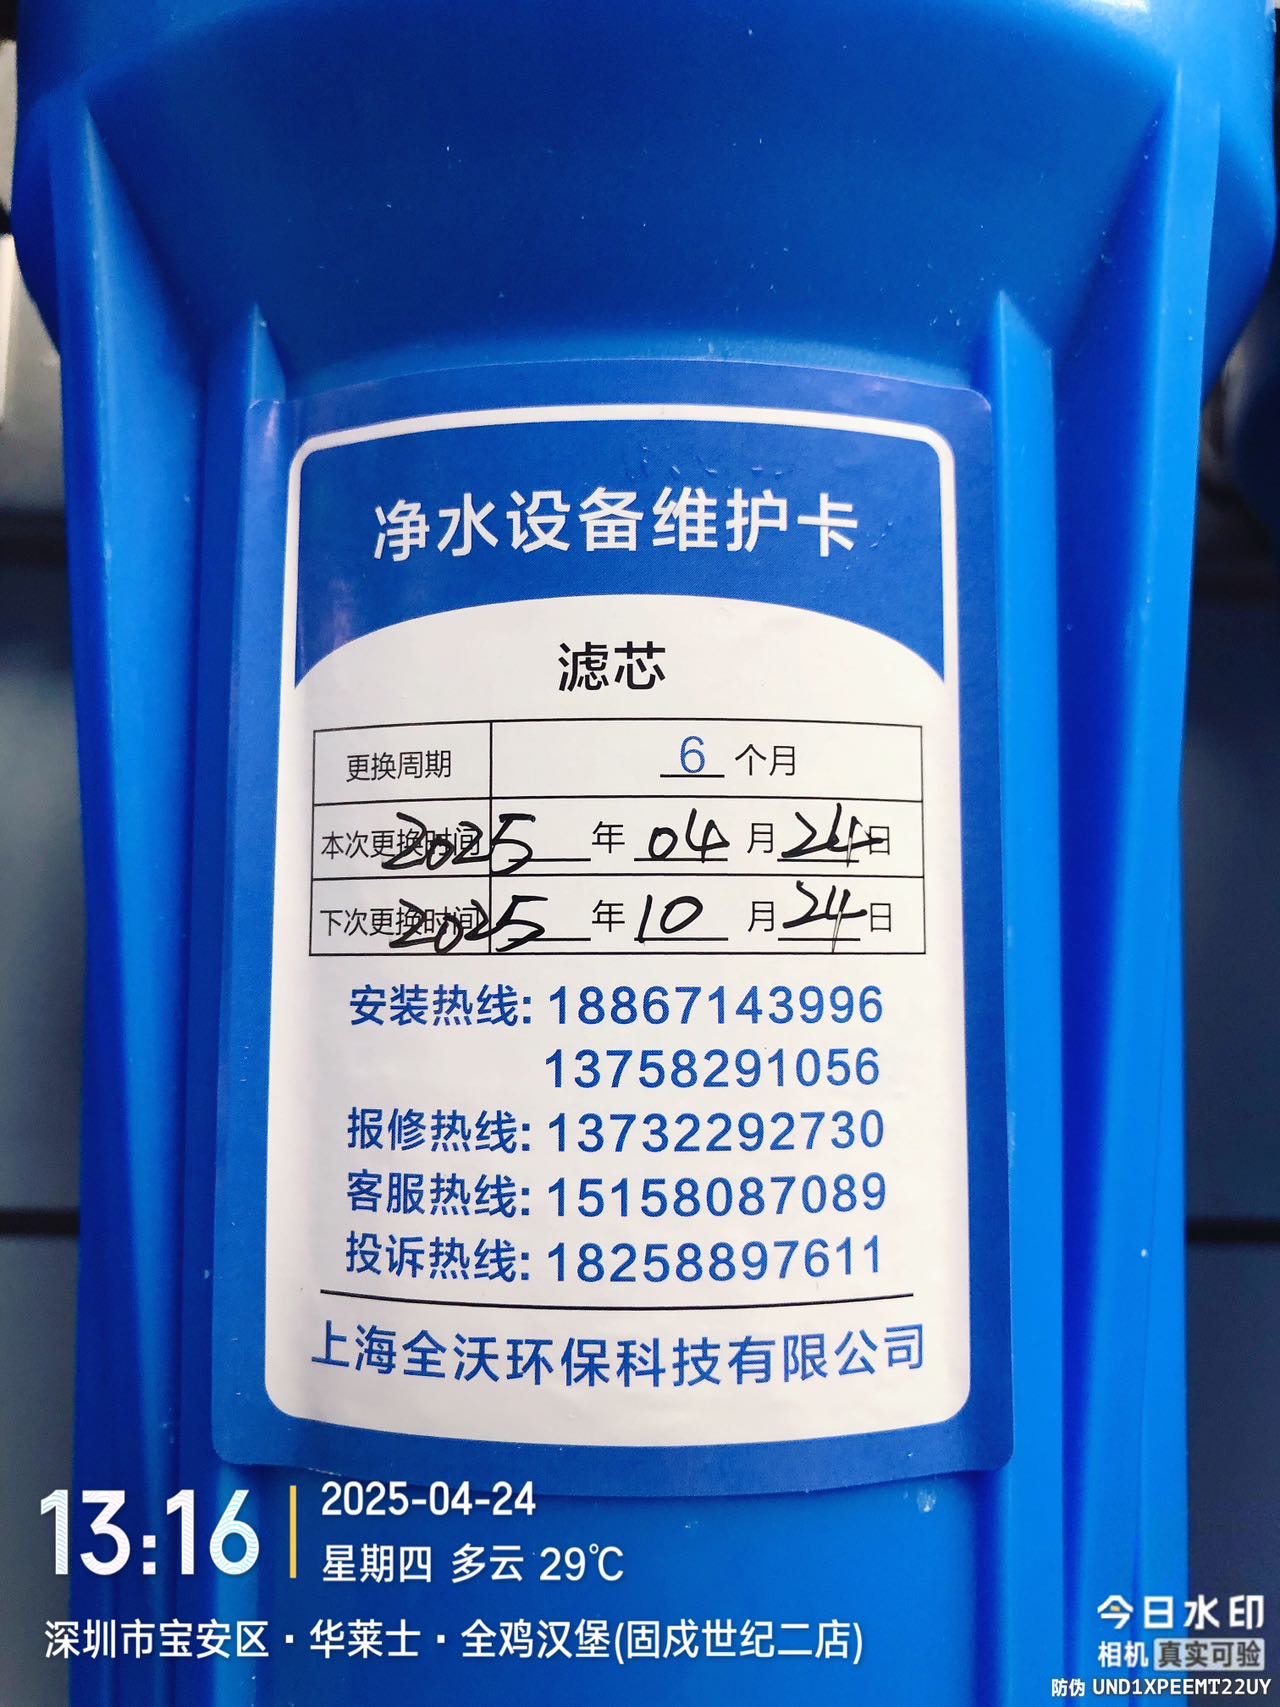 净水设备维护卡
滤芯
更换周期 6 个月
本次更换时间 2025 年 04 月 24 日
下次更换时间 2025 年 10 月 24 日
安装热线: 18867143996
13758291056
报修热线: 13732292730
客服热线: 15158087089
投诉热线: 18258897611
上海全沃环保科技有限公司
13:16
2025-04-24
星期四 多云 29℃
深圳市宝安区·华莱士·全鸡汉堡(固戍世纪二店)
今日水印
相机 真实可验
防伪 UND1XPEEMT22UY